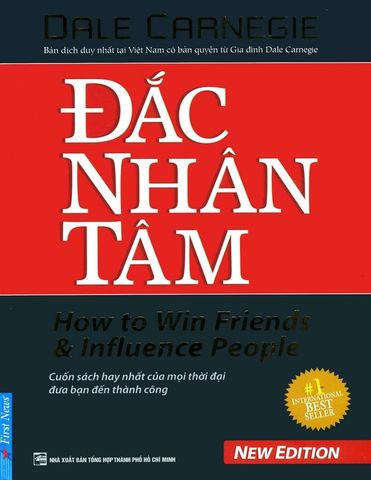 DALE CARNEGIE
Bản dịch duy nhất tại Việt Nam có bản quyền từ Gia đình Dale Carnegie
ĐẮC
NHÂN
TÂM
How to Win Friends
& Influence People
Cuốn sách hay nhất của mọi thời đại
đưa bạn đến thành công
#1
INTERNATIONAL
BEST
SELLER
NEW EDITION
First News
NHÀ XUẤT BẢN TỔNG HỢP THÀNH PHỐ HỒ CHÍ MINH